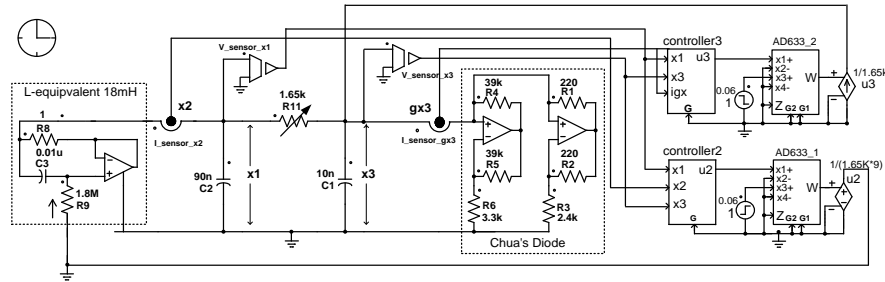 V_sensor_x1
V_sensor_x3
controller3
x1
x3
igx
u3
G
AD633_2
x1+
x2-
x3+
x4-
Z
G2
G1
W
0.06
1
1/1.65k
u3
L-equipvalent 18mH
1
R8
0.01u
C3
1.8M
R9
x2
I_sensor_x2
90n
C2
x1
1.65k
R11
10n
C1
x3
gx3
I_sensor_gx3
39k
R4
220
R1
39k
R5
220
R2
R6
3.3k
R3
2.4k
Chua's Diode
controller2
x1
x2
x3
u2
G
AD633_1
x1+
x2-
x3+
x4-
Z
G2
G1
W
0.06
1
1/(1.65K*9)
u2